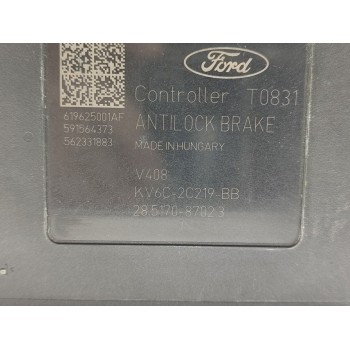 Ford
Controller T0831
619625001AF
591564373
562331883
ANTILOCK BRAKE
MADE IN HUNGARY
V408
KV6C-2C219-BB
28.5170-8702.3